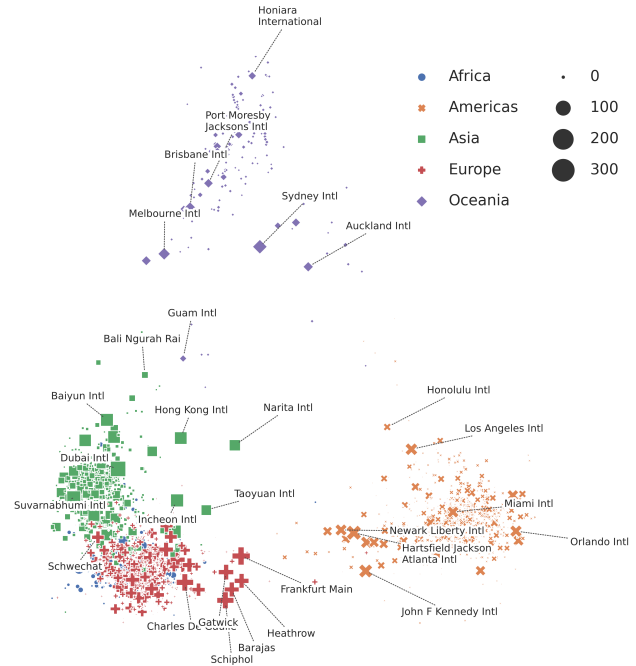 Honiara
International
Africa
0
Americas
100
Asia
200
Europe
300
Oceania
Port Moresby
Jacksons Intl
Brisbane Intl
Sydney Intl
Melbourne Intl
Auckland Intl
Guam Intl
Bali Ngurah Rai
Baiyun Intl
Hong Kong Intl
Narita Intl
Honolulu Intl
Los Angeles Intl
Dubai Intl
Suvarnabhumi Intl
Taoyuan Intl
Incheon Intl
Miami Intl
Newark Liberty Intl
Orlando Intl
Hartsfield Jackson
Atlanta Intl
Schwechat
Frankfurt Main
John F Kennedy Intl
Charles De Gaulle
Gatwick
Heathrow
Barajas
Schiphol